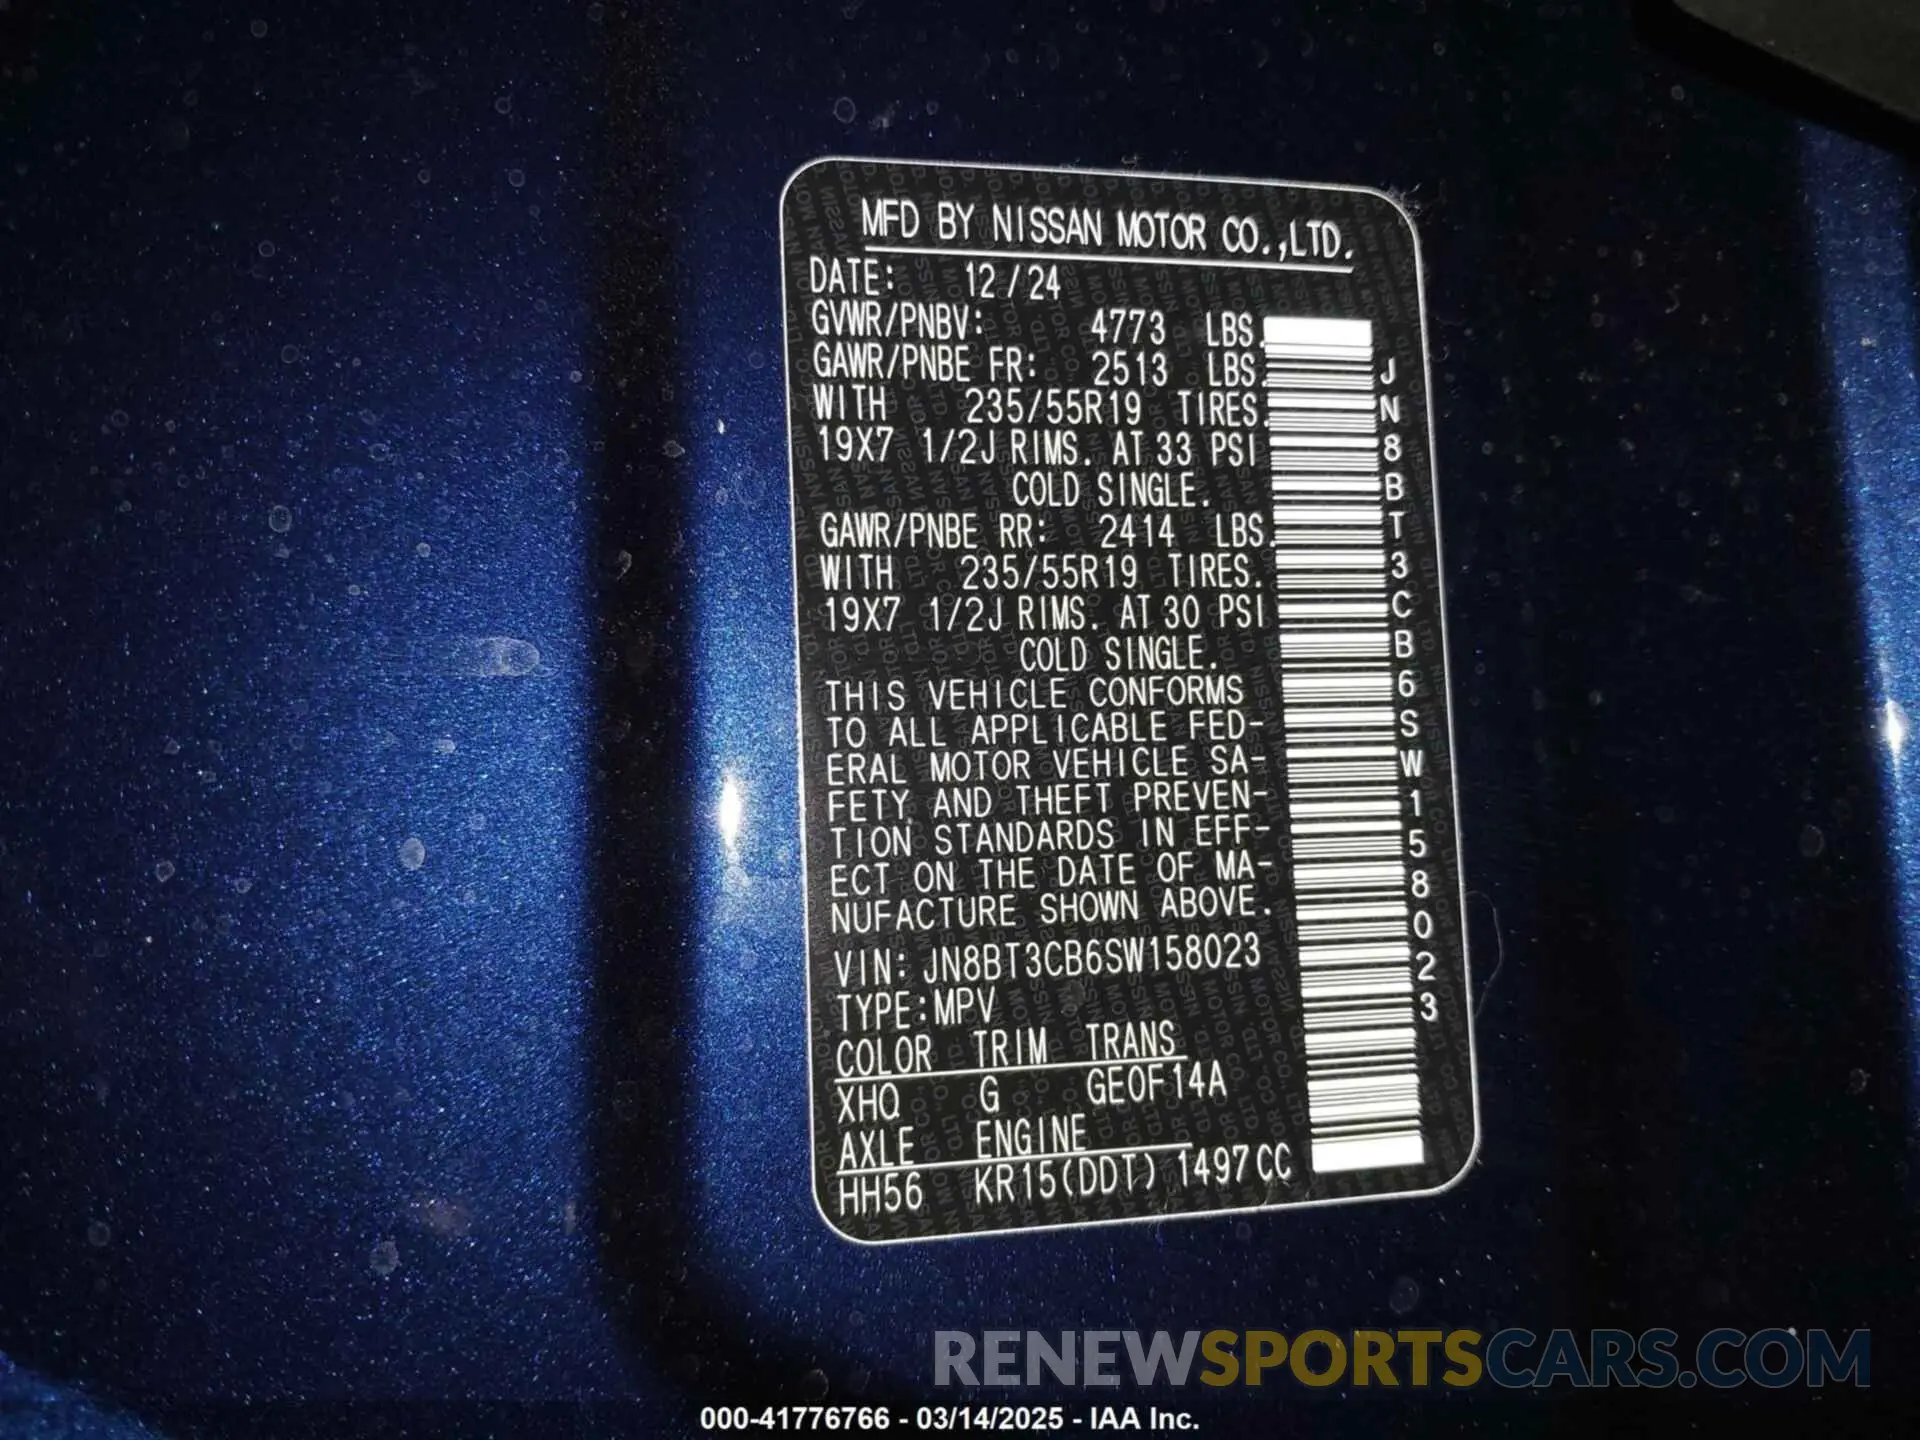 MFD BY NISSAN MOTOR CO.,LTD.
DATE: 12/24
GVWR/PNBV: 4773 LBS.
GAWR/PNBE FR: 2513 LBS.
WITH 235/55R19 TIRES.
19X7 1/2J RIMS. AT 33 PSI
COLD SINGLE.
GAWR/PNBE RR: 2414 LBS.
WITH 235/55R19 TIRES.
19X7 1/2J RIMS. AT 30 PSI
COLD SINGLE.
THIS VEHICLE CONFORMS
TO ALL APPLICABLE FED-
ERAL MOTOR VEHICLE SA-
FETY AND THEFT PREVEN-
TION STANDARDS IN EFF-
ECT ON THE DATE OF MA-
NUFACTURE SHOWN ABOVE.
VIN: JN8BT3CB6SW158023
TYPE:MPV
COLOR TRIM TRANS
XHQ G GE0F14A
AXLE ENGINE
HH56 KR15(DDT) 1497CC
JN8BT3CB6SW158023
RENEWSPORTSCARS.COM
000-41776766 - 03/14/2025 - IAA Inc.